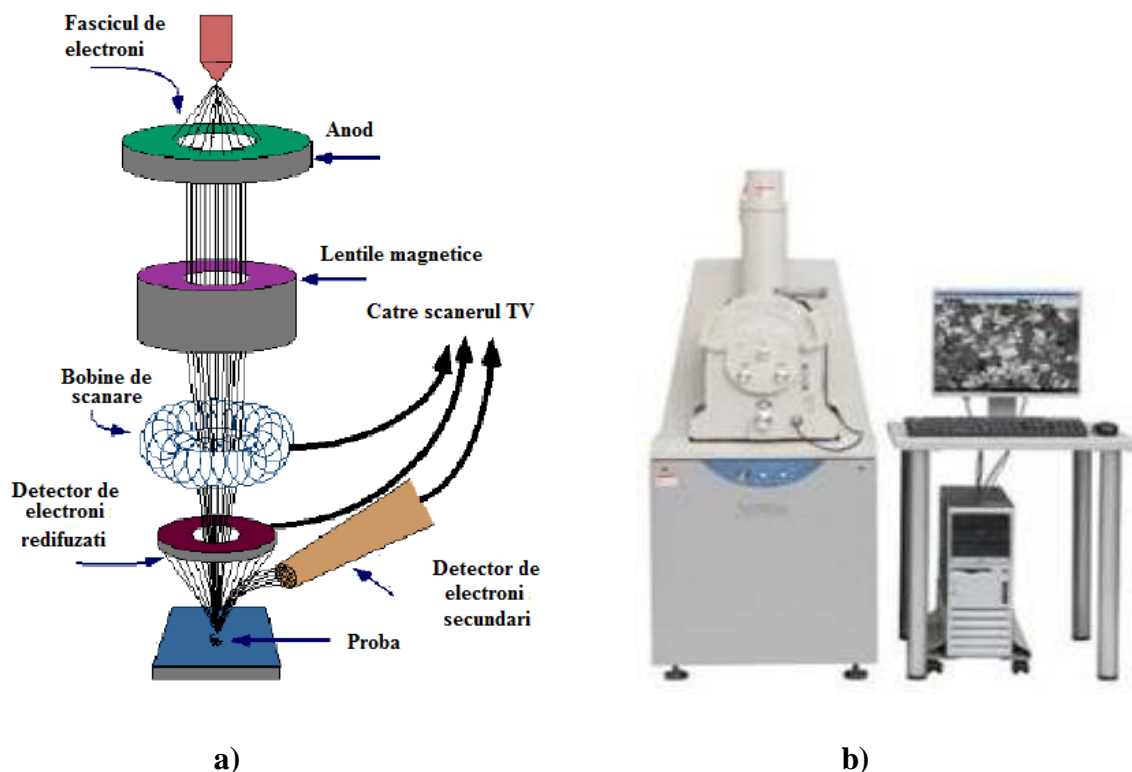 Fascicul de
electroni
Anod
Lentile magnetice
Catre scanerul TV
Bobine de
scanare
Detector de
electroni
redifuzati
Detector de
electroni
secundari
Proba
a)
b)